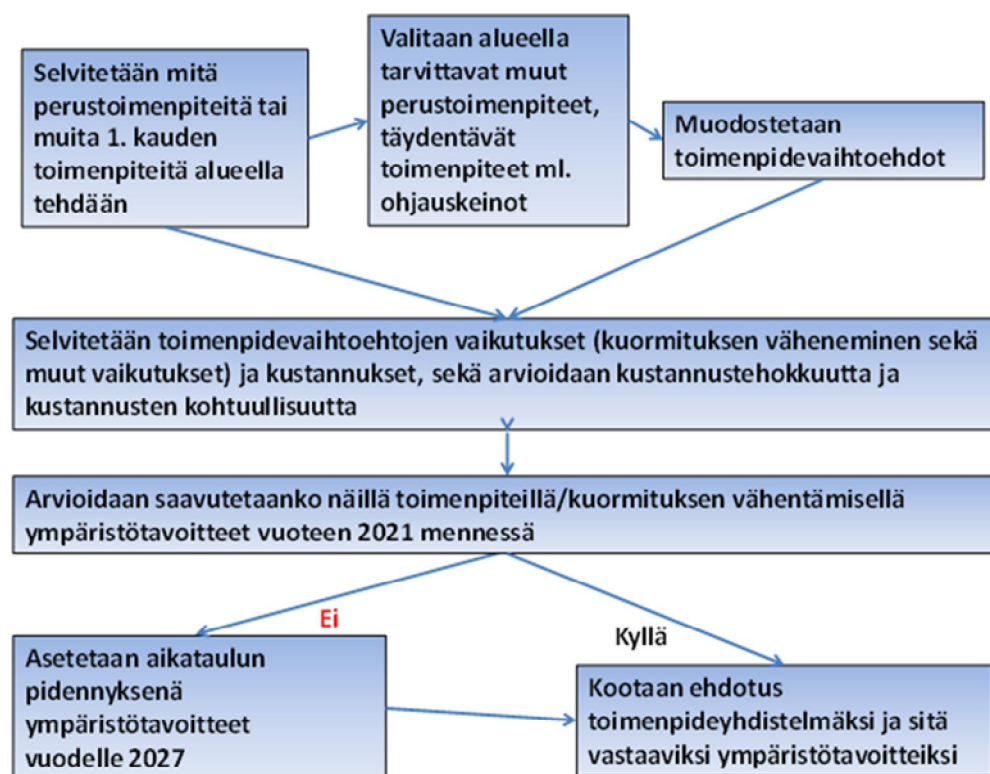 Selvitetään mitä
perustoimenpiteitä tai
muita 1. kauden
toimenpiteitä alueella
tehdään
Valitaan alueella
tarvittavat muut
perustoimenpiteet,
täydentävät
toimenpiteet ml.
ohjauskeinot
Muodostetaan
toimenpidevaihtoehdot
Selvitetään toimenpidevaihtoehtojen vaikutukset (kuormituksen väheneminen sekä
muut vaikutukset) ja kustannukset, sekä arvioidaan kustannustehokkuutta ja
kustannusten kohtuullisuutta
Arvioidaan saavutetaanko näillä toimenpiteillä/kuormituksen vähentämisellä
ympäristötavoitteet vuoteen 2021 mennessä
Ei
Kyllä
Asetetaan aikataulun
pidennyksenä
ympäristötavoitteet
vuodelle 2027
Kootaan ehdotus
toimenpideyhdistelmäksi ja sitä
vastaaviksi ympäristötavoitteiksi